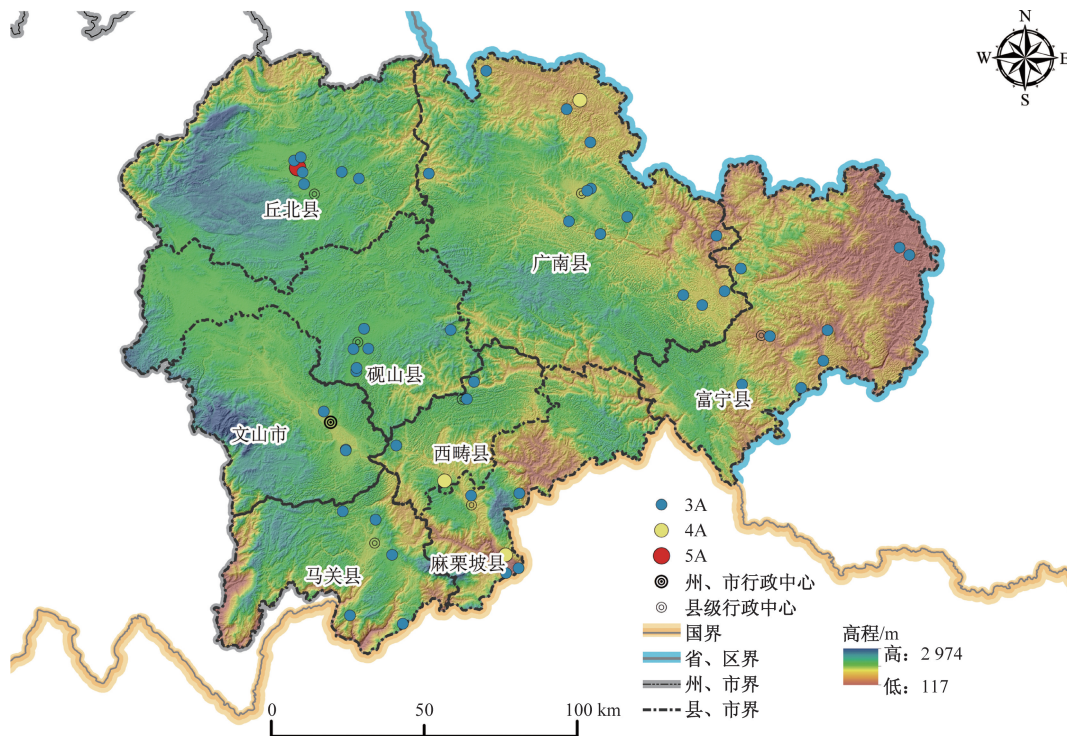 N
W E
S
丘北县
广南县
砚山县
富宁县
文山市
西畴县
麻栗坡县
马关县
3A
4A
5A
州、市行政中心
县级行政中心
国界
省、区界
州、市界
县、市界
高程/m
高：2 974
低：117
0 50 100 km